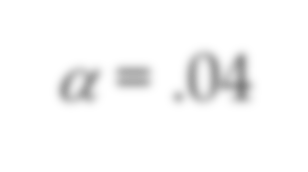 α = .04